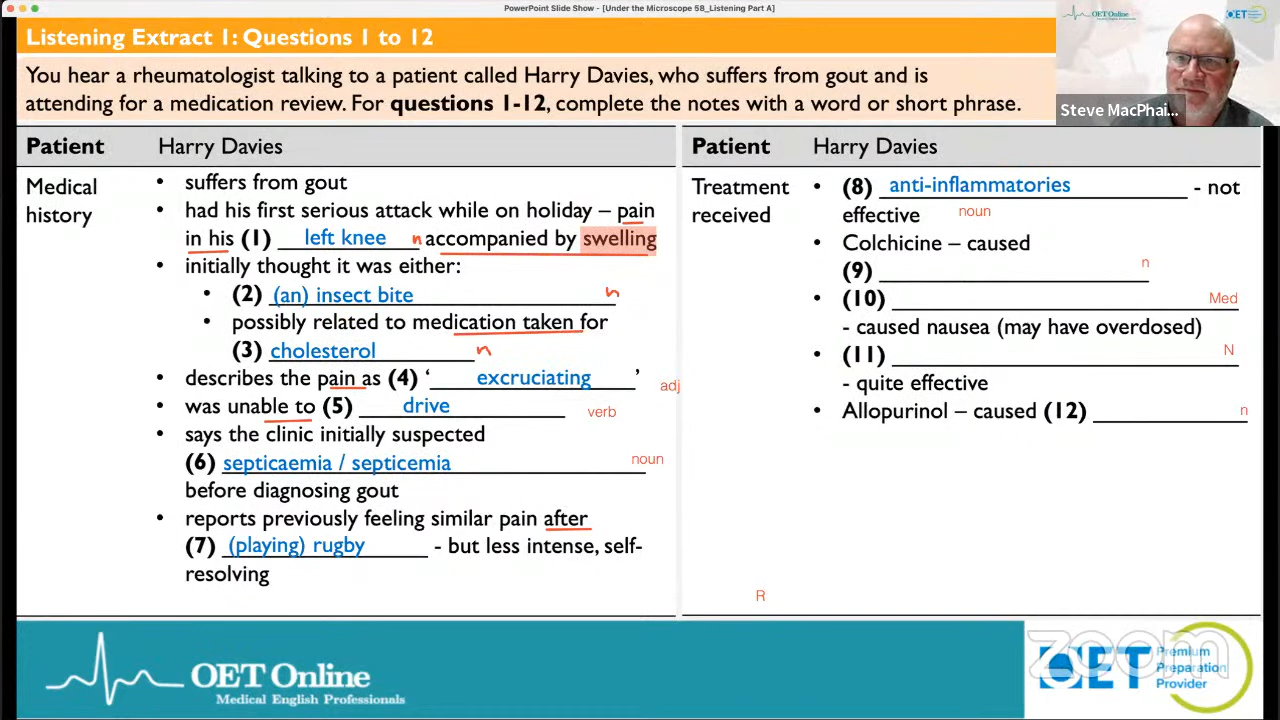 PowerPoint Slide Show - [Under the Microscope 5B_Listening Part A]
OET Online
OET
Steve MacPhai...
Listening Extract 1: Questions 1 to 12
You hear a rheumatologist talking to a patient called Harry Davies, who suffers from gout and is
attending for a medication review. For questions 1-12, complete the notes with a word or short phrase.
Patient Harry Davies
Medical history
• suffers from gout
• had his first serious attack while on holiday – pain
in his (1) left knee n accompanied by swelling
• initially thought it was either:
• (2) (an) insect bite n
• possibly related to medication taken for
(3) cholesterol n
• describes the pain as (4) ‘ excruciating ’ adj
• was unable to (5) drive verb
• says the clinic initially suspected
(6) septicaemia / septicemia noun
before diagnosing gout
• reports previously feeling similar pain after
(7) (playing) rugby - but less intense, self-
resolving
Patient Harry Davies
Treatment received
• (8) anti-inflammatories - not
effective noun
• Colchicine – caused
(9) n
• (10) Med
- caused nausea (may have overdosed)
• (11) N
- quite effective
• Allopurinol – caused (12) n
R
OET Online
Medical English Professionals
zoom
OET Premium
Preparation
Provider